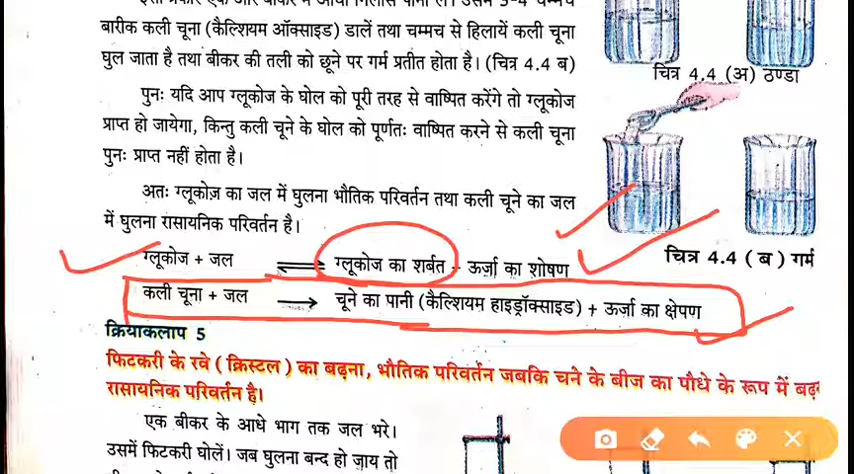 बारीक कली चूना (कैल्शियम ऑक्साइड) डालें तथा चम्मच से हिलायें कली चूना
घुल जाता है तथा बीकर की तली को छूने पर गर्म प्रतीत होता है। (चित्र 4.4 ब)
चित्र 4.4 (अ) ठण्डा
पुनः यदि आप ग्लूकोज के घोल को पूरी तरह से वाष्पित करेंगे तो ग्लूकोज
प्राप्त हो जायेगा, किन्तु कली चूने के घोल को पूर्णतः वाष्पित करने से कली चूना
पुनः प्राप्त नहीं होता है।
अतः ग्लूकोज़ का जल में घुलना भौतिक परिवर्तन तथा कली चूने का जल
में घुलना रासायनिक परिवर्तन है।
चित्र 4.4 (ब) गर्म
ग्लूकोज + जल ⇌ ग्लूकोज का शर्बत - ऊर्जा का शोषण
कली चूना + जल → चूने का पानी (कैल्शियम हाइड्रॉक्साइड) + ऊर्जा का क्षेपण
क्रियाकलाप 5
फिटकरी के रवे (क्रिस्टल) का बढ़ना, भौतिक परिवर्तन जबकि चने के बीज का पौधे के रूप में
रासायनिक परिवर्तन है।
एक बीकर के आधे भाग तक जल भरे।
उसमें फिटकरी घोलें। जब घुलना बन्द हो जाय तो